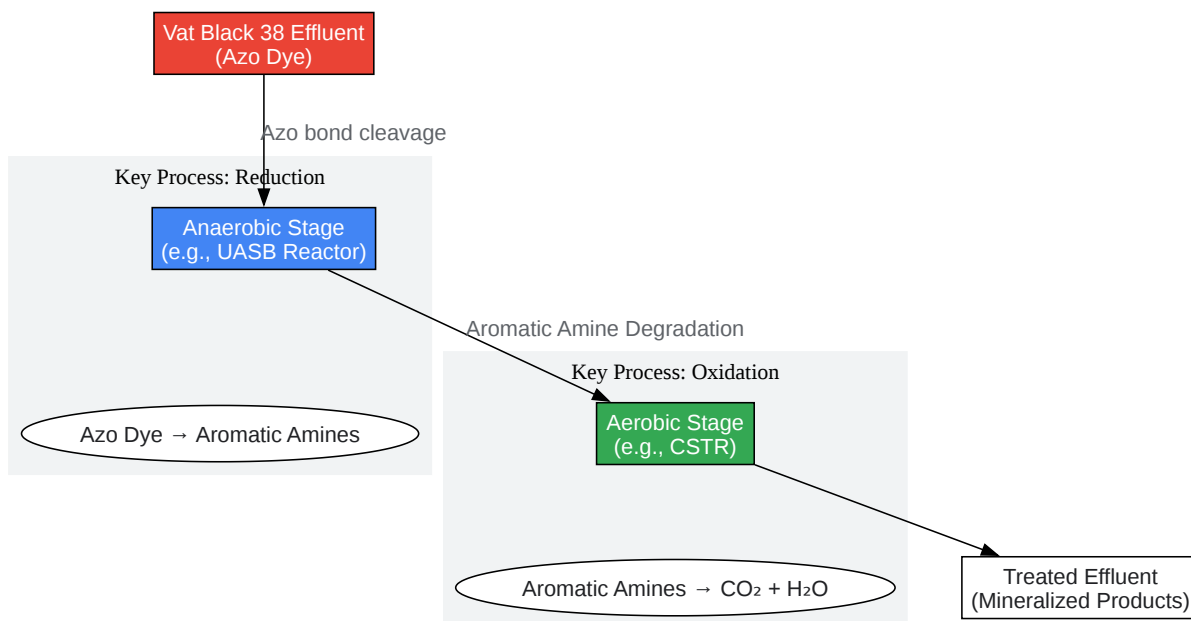 Vat Black 38 Effluent
(Azo Dye)
Azo bond cleavage
Key Process: Reduction
Anaerobic Stage
(e.g., UASB Reactor)
Aromatic Amine Degradation
Key Process: Oxidation
Aerobic Stage
(e.g., CSTR)
Azo Dye → Aromatic Amines
Aromatic Amines → CO₂ + H₂O
Treated Effluent
(Mineralized Products)